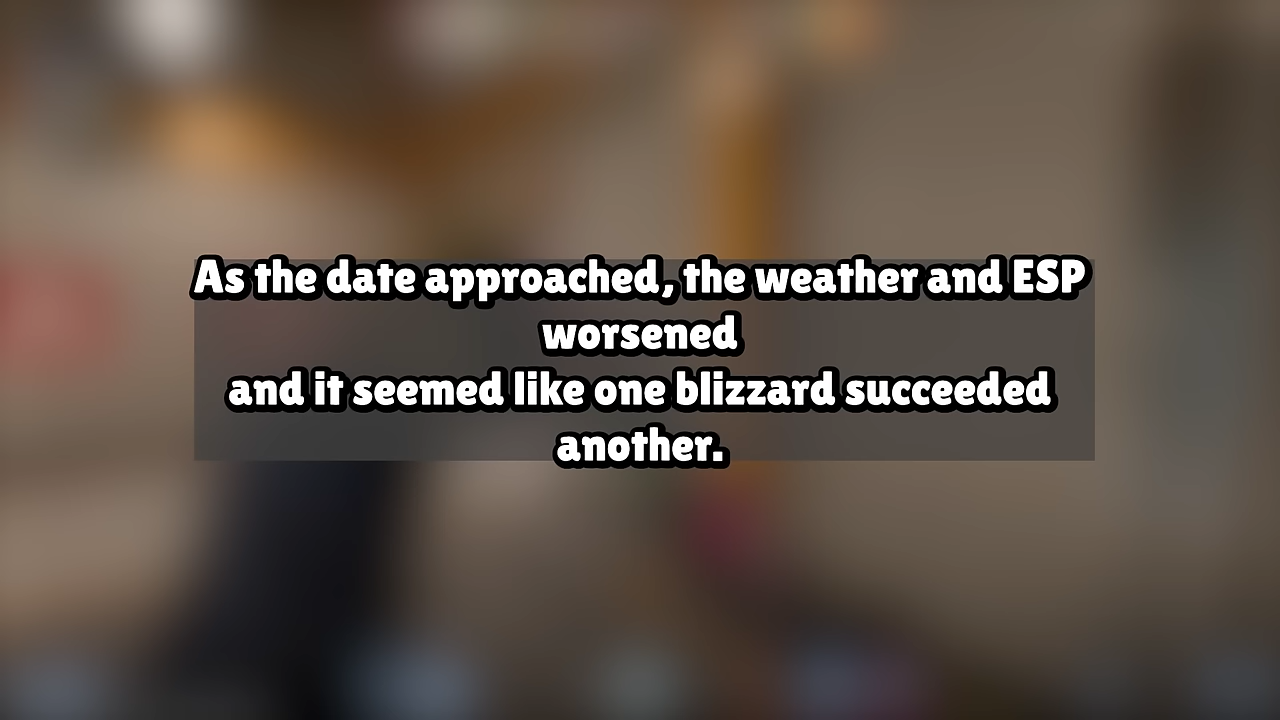 As the date approached, the weather and ESP
worsened
and it seemed like one blizzard succeeded
another.